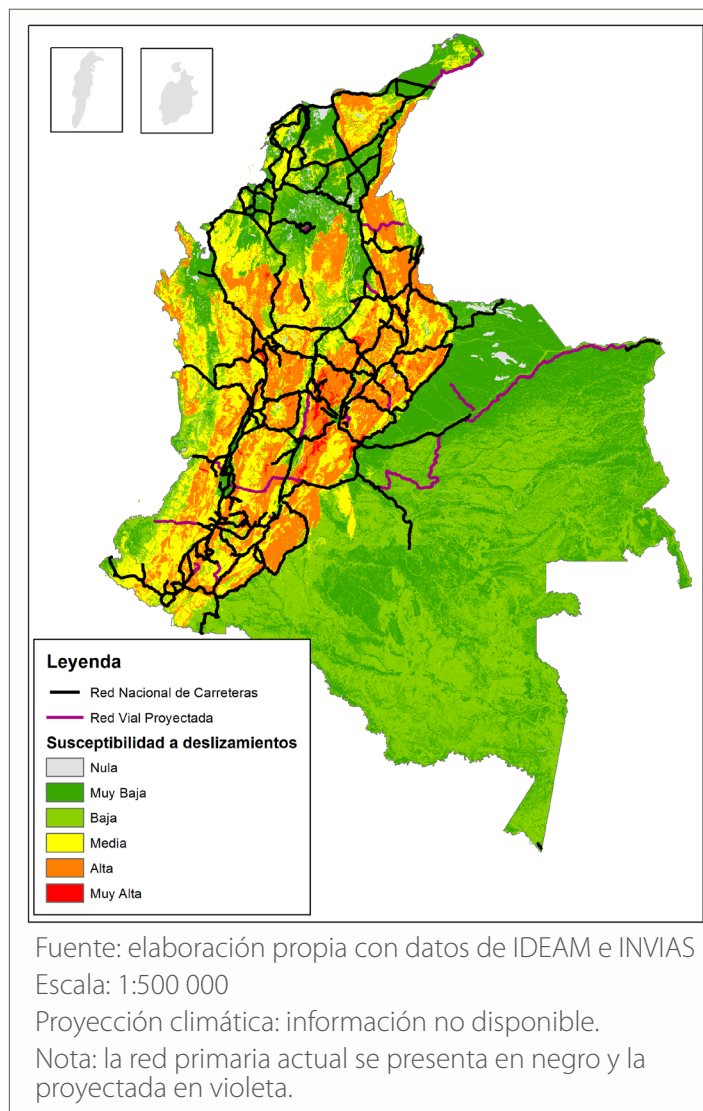 Leyenda
Red Nacional de Carreteras
Red Vial Proyectada
Susceptibilidad a deslizamientos
Nula
Muy Baja
Baja
Media
Alta
Muy Alta
Fuente: elaboración propia con datos de IDEAM e INVIAS
Escala: 1:500 000
Proyección climática: información no disponible.
Nota: la red primaria actual se presenta en negro y la
proyectada en violeta.